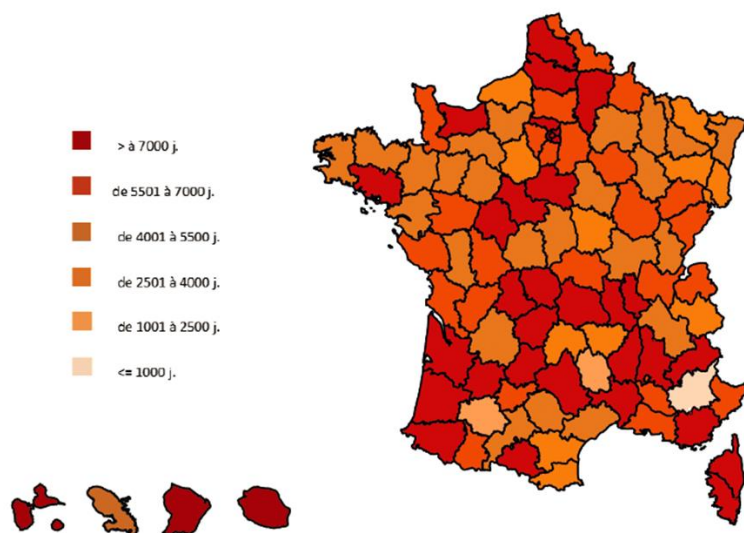 > à 7000 j.
de 5501 à 7000 j.
de 4001 à 5500 j.
de 2501 à 4000 j.
de 1001 à 2500 j.
<= 1000 j.